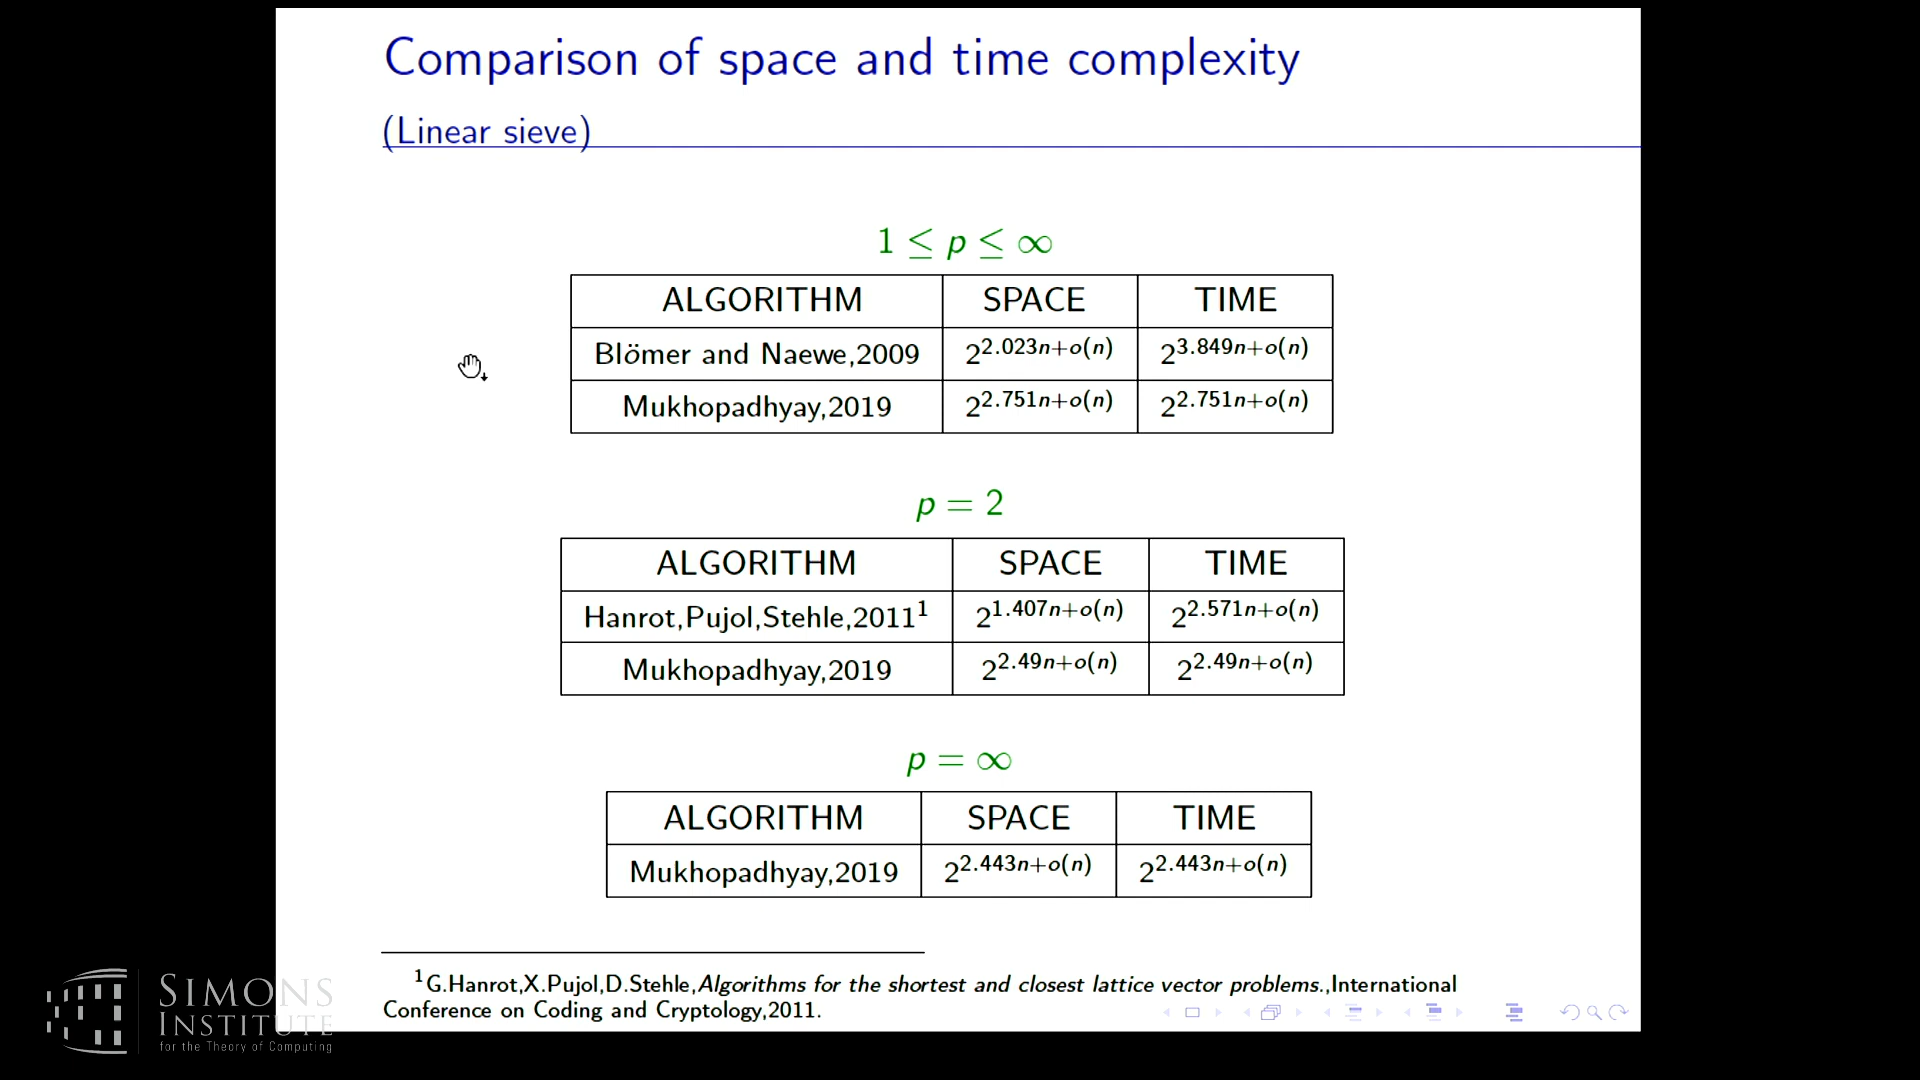 Comparison of space and time complexity
(Linear sieve)
1 ≤ p ≤ ∞
ALGORITHM SPACE TIME
Blömer and Naewe,2009 2^{2.023n+o(n)} 2^{3.849n+o(n)}
Mukhopadhyay,2019 2^{2.751n+o(n)} 2^{2.751n+o(n)}
p = 2
ALGORITHM SPACE TIME
Hanrot,Pujol,Stehle,2011^1 2^{1.407n+o(n)} 2^{2.571n+o(n)}
Mukhopadhyay,2019 2^{2.49n+o(n)} 2^{2.49n+o(n)}
p = ∞
ALGORITHM SPACE TIME
Mukhopadhyay,2019 2^{2.443n+o(n)} 2^{2.443n+o(n)}
^1G.Hanrot,X.Pujol,D.Stehle,Algorithms for the shortest and closest lattice vector problems.,International
Conference on Coding and Cryptology,2011.
SIMONS
INSTITUTE
for the Theory of Computing